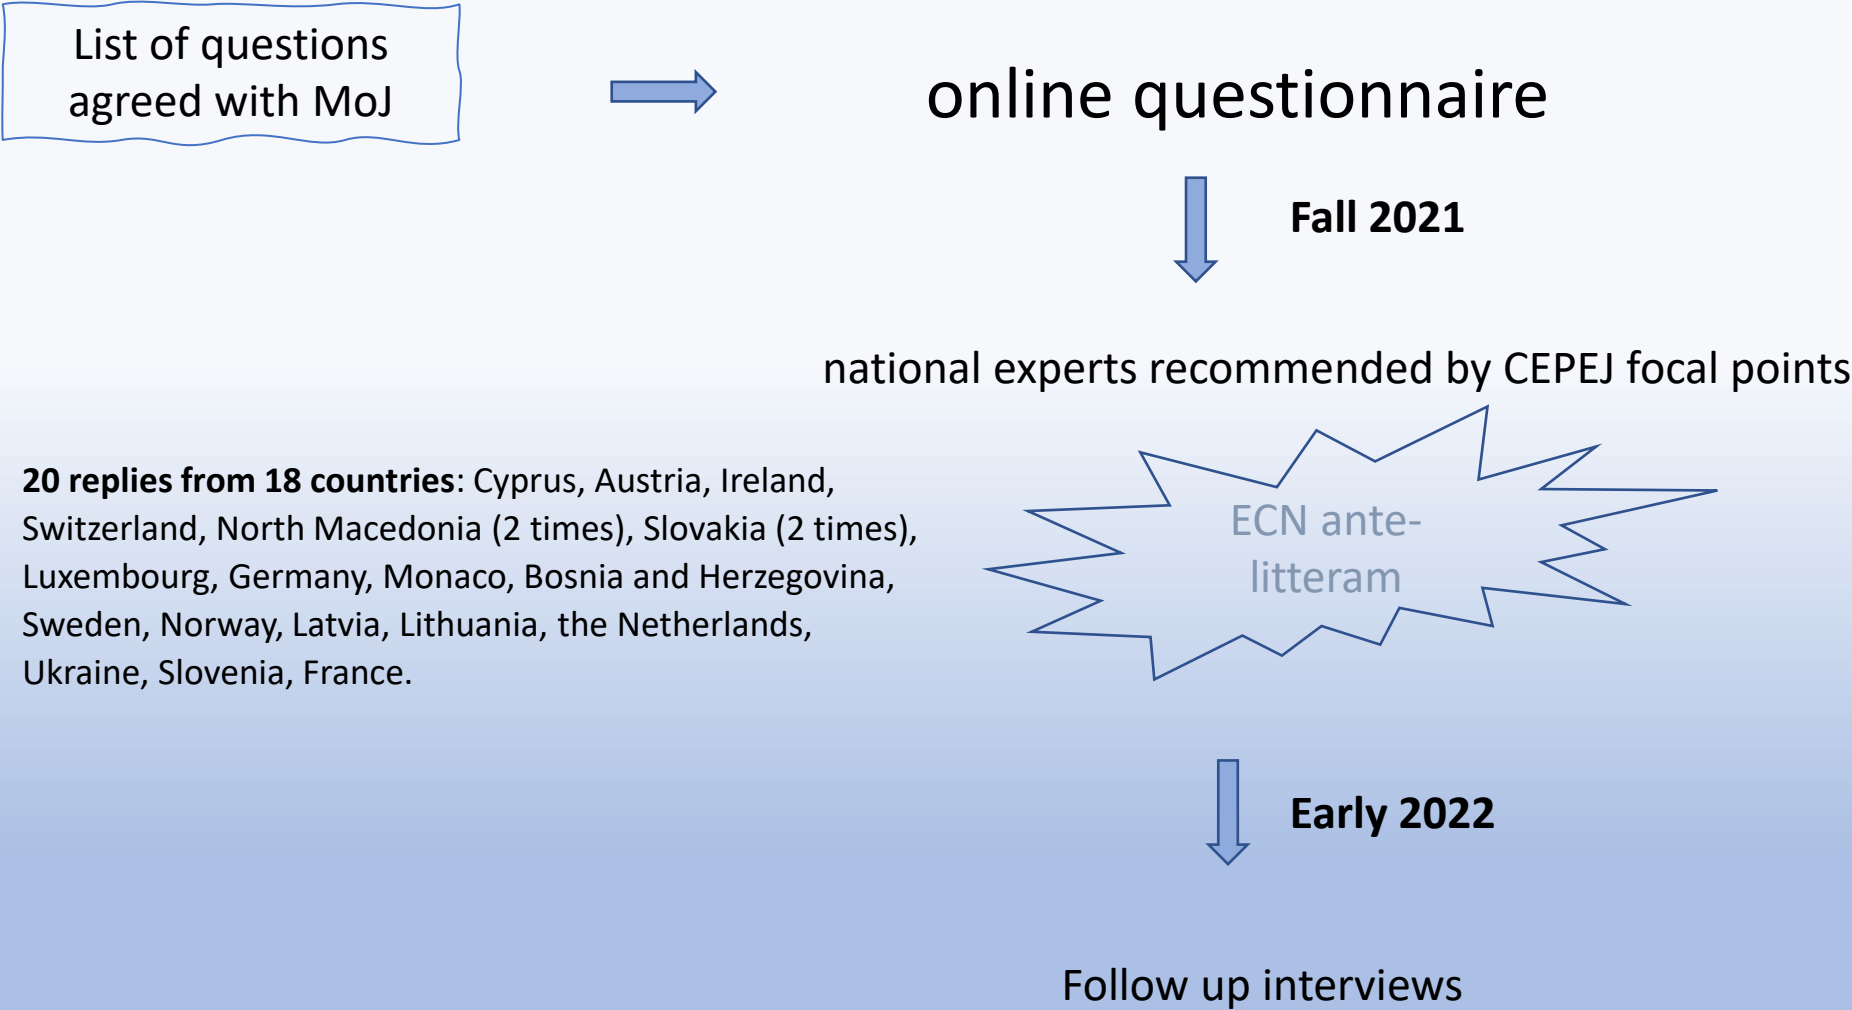 List of questions
agreed with MoJ
online questionnaire
Fall 2021
national experts recommended by CEPEJ focal points
20 replies from 18 countries: Cyprus, Austria, Ireland,
Switzerland, North Macedonia (2 times), Slovakia (2 times),
Luxembourg, Germany, Monaco, Bosnia and Herzegovina,
Sweden, Norway, Latvia, Lithuania, the Netherlands,
Ukraine, Slovenia, France.
ECN ante-
litteram
Early 2022
Follow up interviews